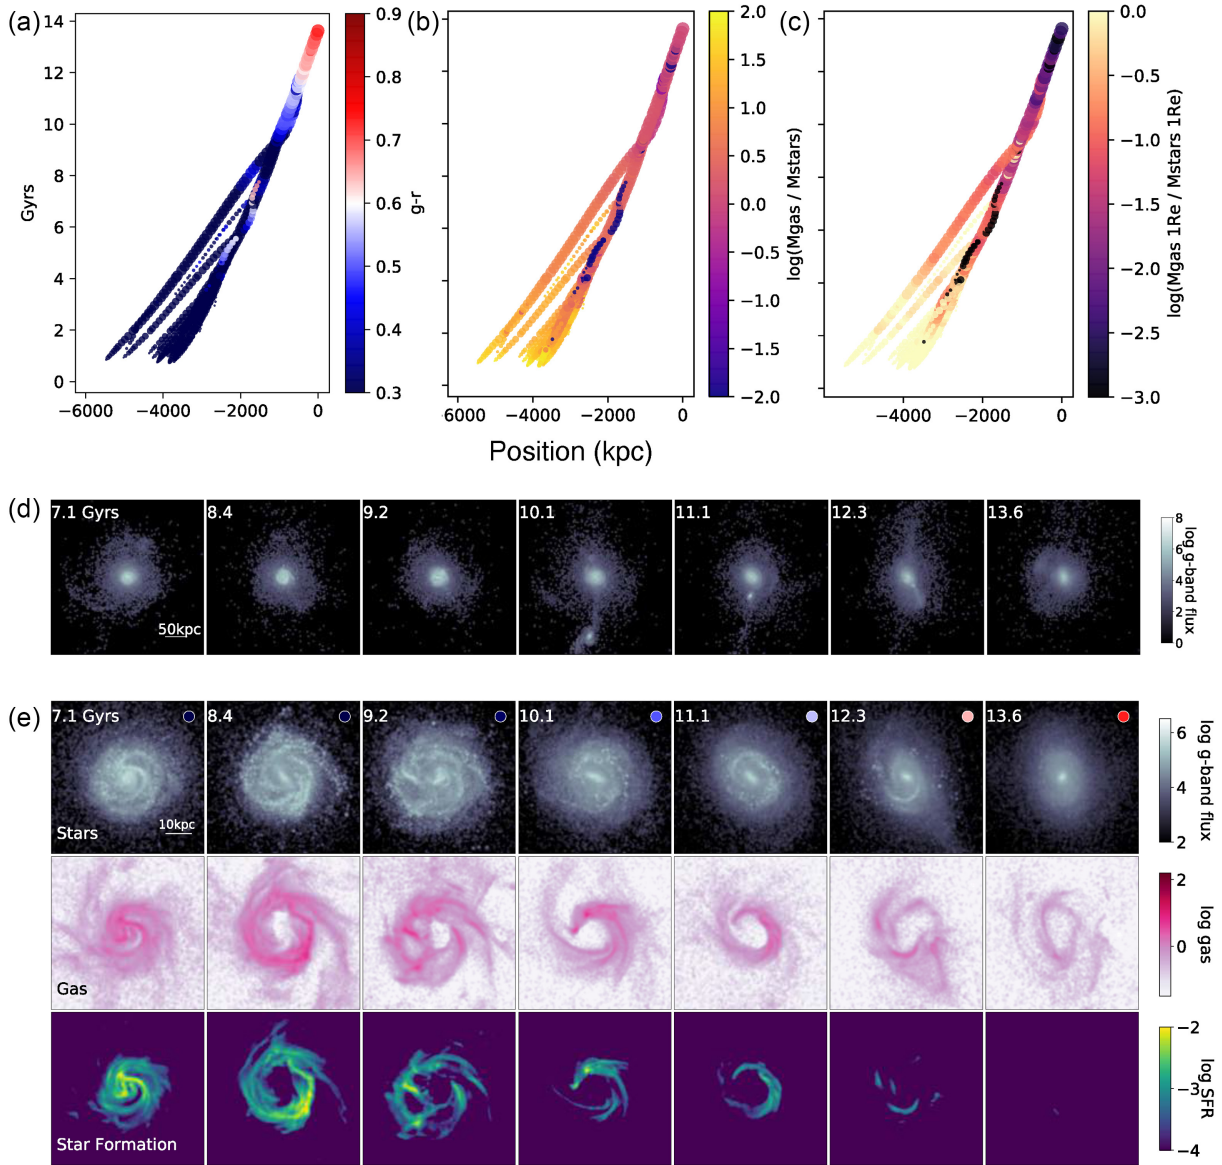 (a)
14
12
10
8
6
4
2
0
Gyrs
−6000 −4000 −2000 0
0.9
0.8
0.7
0.6
0.5
0.4
0.3
g-r
(b)
6000 −4000 −2000 0
2.0
1.5
1.0
0.5
0.0
−0.5
−1.0
−1.5
−2.0
log(Mgas / Mstars)
(c)
−4000 −2000 0
0.0
−0.5
−1.0
−1.5
−2.0
−2.5
−3.0
log(Mgas 1Re / Mstars 1Re)
Position (kpc)
(d)
7.1 Gyrs 8.4 9.2 10.1 11.1 12.3 13.6
50kpc
8
6
4
2
0
log g-band flux
(e)
7.1 Gyrs 8.4 9.2 10.1 11.1 12.3 13.6
10kpc
Stars
6
4
2
log g-band flux
Gas
2
0
log gas
Star Formation
−2
−3
−4
log SFR